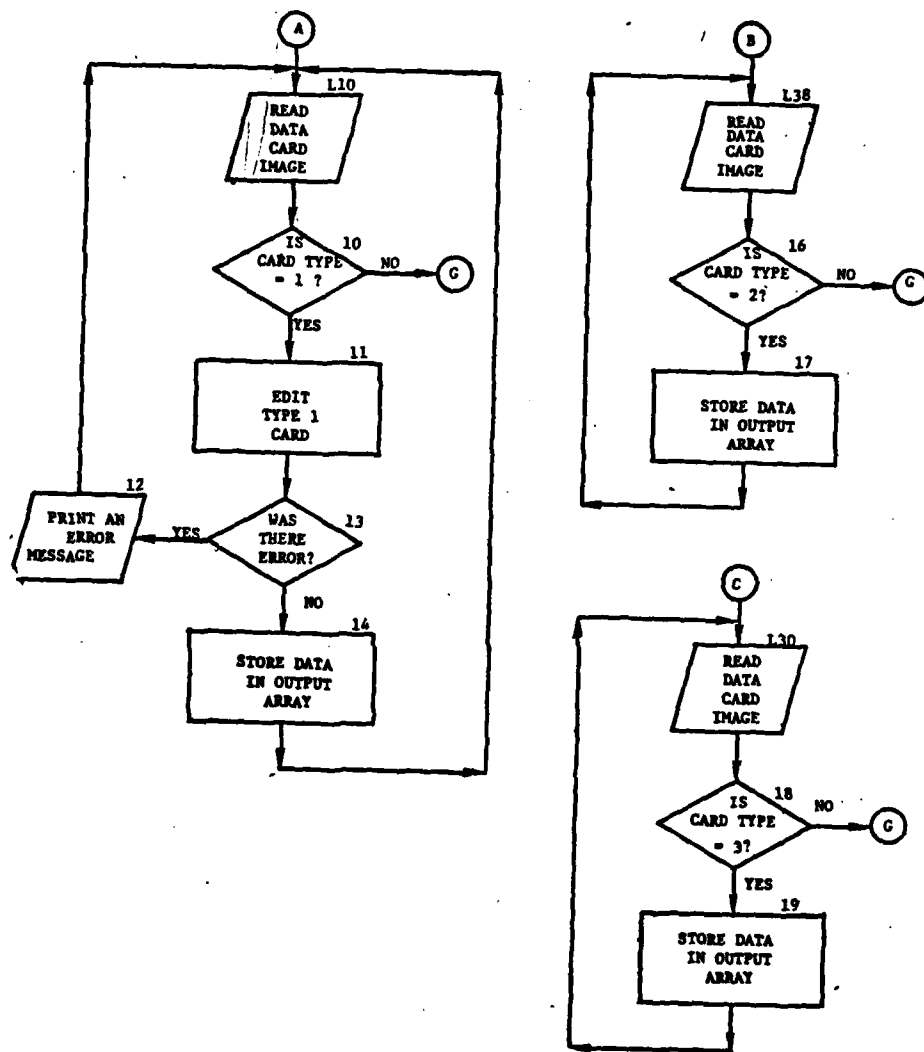 A
L10
READ
DATA
CARD
IMAGE
10
IS
CARD TYPE
= 1 ?
NO
G
YES
11
EDIT
TYPE 1
CARD
12
PRINT AN
ERROR
MESSAGE
YES
13
WAS
THERE
ERROR?
NO
14
STORE DATA
IN OUTPUT
ARRAY
B
L38
READ
DATA
CARD
IMAGE
16
IS
CARD TYPE
= 2?
NO
G
YES
17
STORE DATA
IN OUTPUT
ARRAY
C
L30
READ
DATA
CARD
IMAGE
18
IS
CARD TYPE
= 3?
NO
G
YES
19
STORE DATA
IN OUTPUT
ARRAY